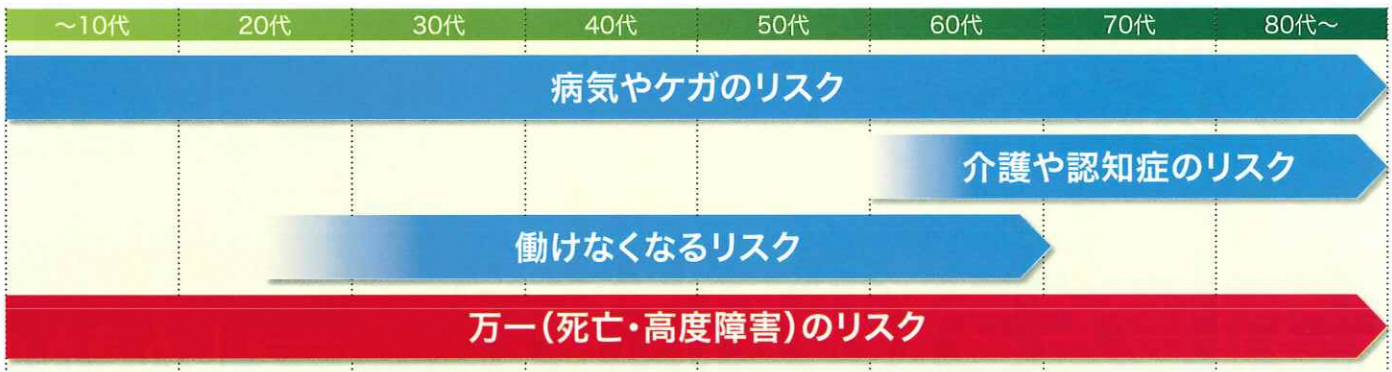 ～10代 20代 30代 40代 50代 60代 70代 80代～
病気やケガのリスク
介護や認知症のリスク
働けなくなるリスク
万一（死亡・高度障害）のリスク